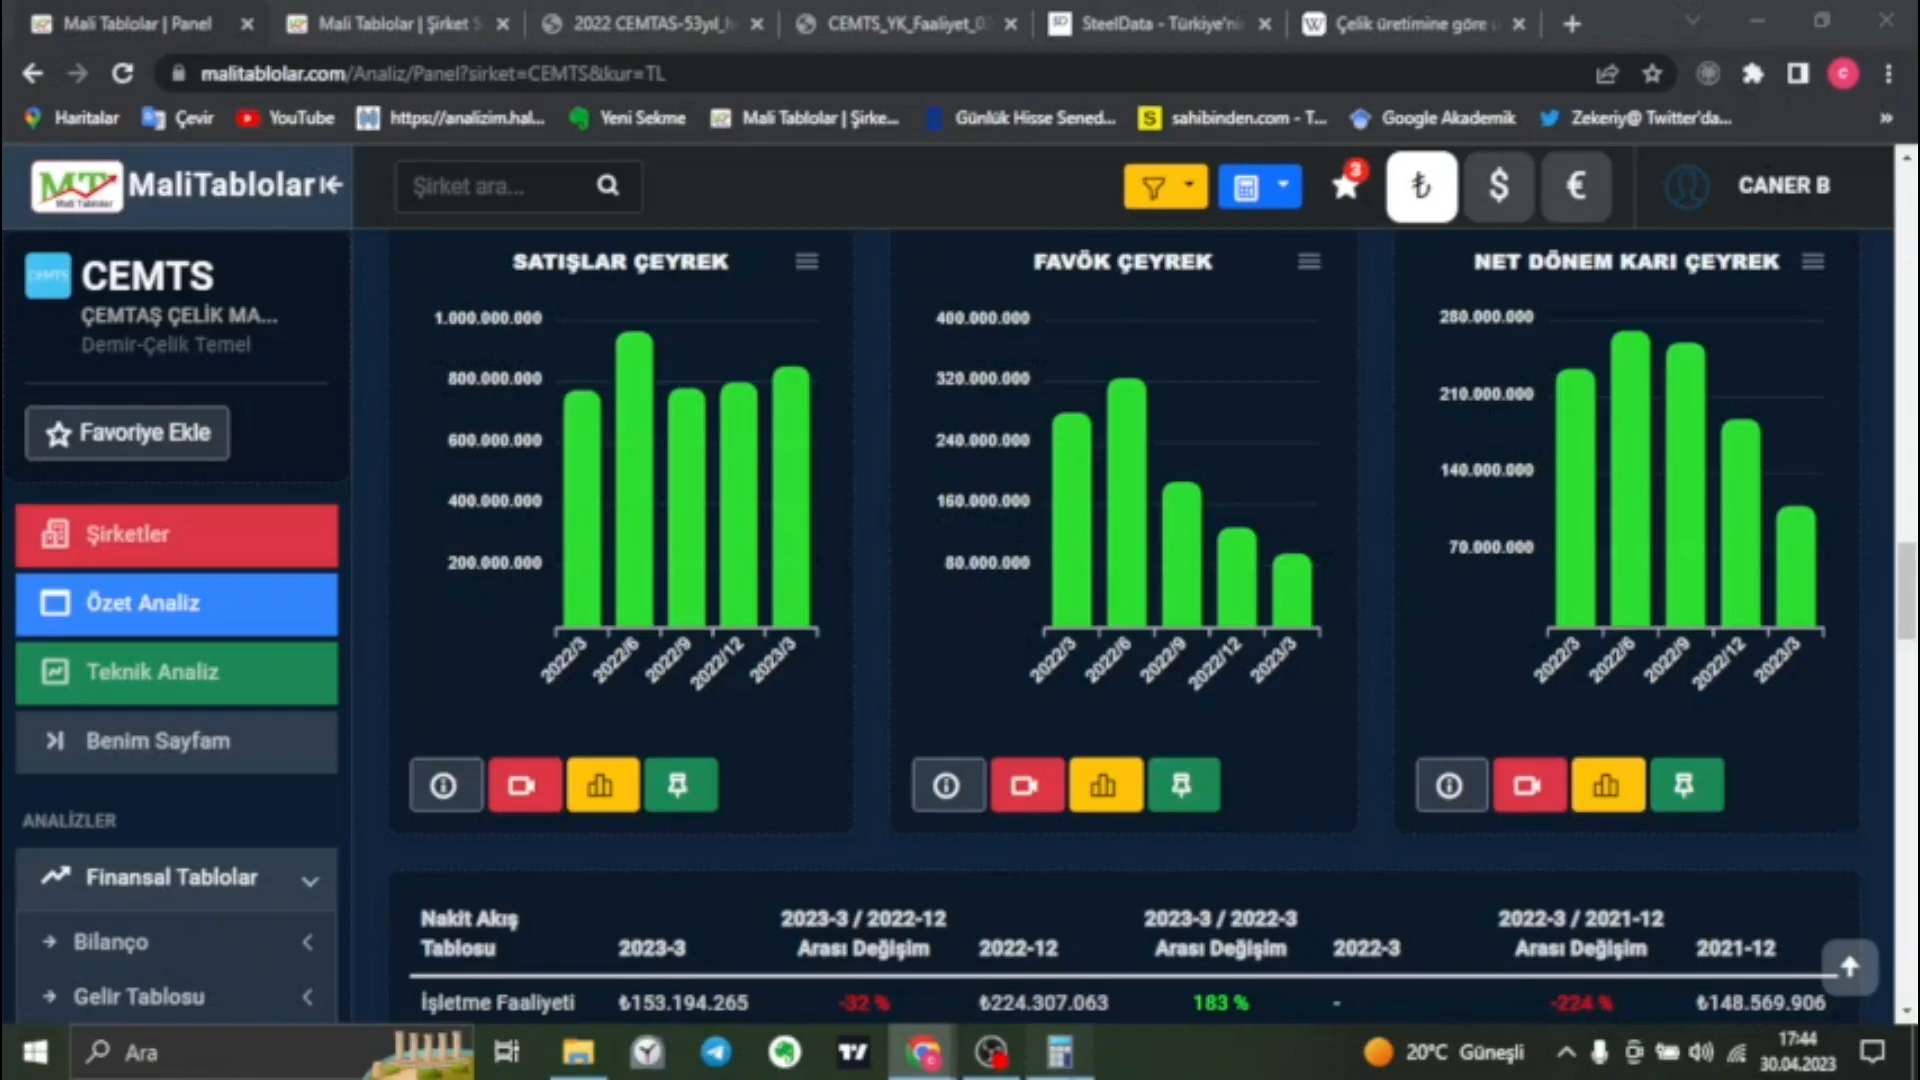 Mali Tablolar | Panel
Mali Tablolar | Şirket S
2022 CEMTAS-53yıl_h
CEMTS_YK_Faaliyet_0
SteelData - Türkiye'ni
Çelik üretimine göre ü
malitablolar.com/Analiz/Panel?sirket=CEMTS&kur=TL
Haritalar
Çevir
YouTube
https://analizim.hal...
Yeni Sekme
Mali Tablolar | Şirke...
Günlük Hisse Sened...
sahibinden.com - T...
Google Akademik
Zekeriy@ Twitter'da...
MaliTablolar
Şirket ara...
3
₺
$
€
CANER B
CEMTS
CEMTS
ÇEMTAŞ ÇELİK MA...
Demir-Çelik Temel
Favoriye Ekle
Şirketler
Özet Analiz
Teknik Analiz
Benim Sayfam
ANALİZLER
Finansal Tablolar
Bilanço
Gelir Tablosu
SATIŞLAR ÇEYREK
1.000.000.000
800.000.000
600.000.000
400.000.000
200.000.000
2022/3
2022/6
2022/9
2022/12
2023/3
FAVÖK ÇEYREK
400.000.000
320.000.000
240.000.000
160.000.000
80.000.000
2022/3
2022/6
2022/9
2022/12
2023/3
NET DÖNEM KARI ÇEYREK
280.000.000
210.000.000
140.000.000
70.000.000
2022/3
2022/6
2022/9
2022/12
2023/3
Nakit Akış Tablosu
2023-3
2023-3 / 2022-12 Arası Değişim
2022-12
2023-3 / 2022-3 Arası Değişim
2022-3
2022-3 / 2021-12 Arası Değişim
2021-12
İşletme Faaliyeti
₺153.194.265
-32 %
₺224.307.063
183 %
-
-224 %
₺148.569.906
Ara
20°C Güneşli
17:44
30.04.2023